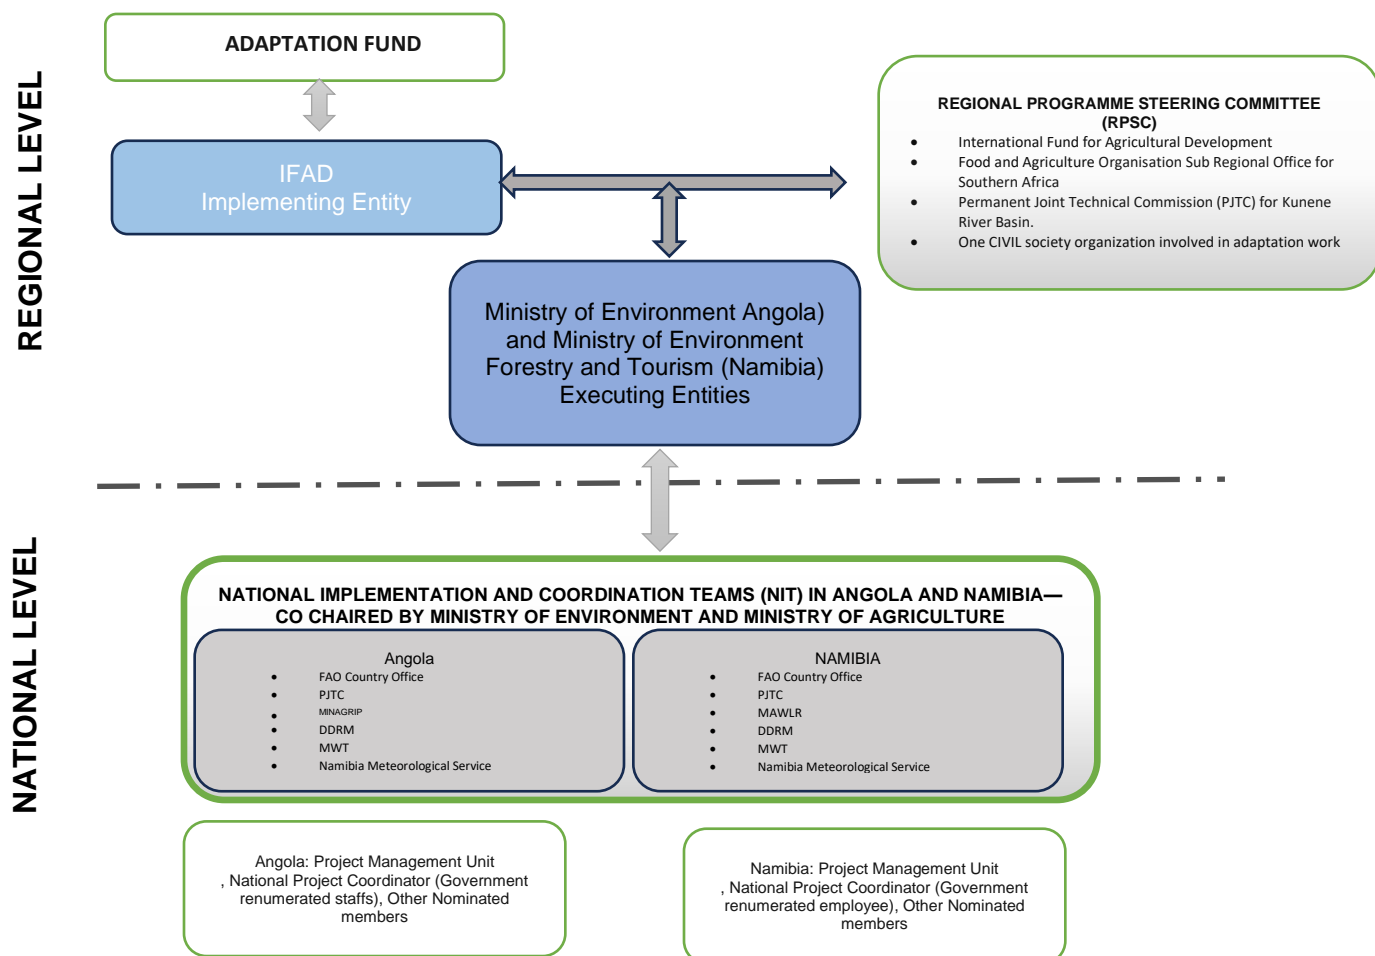 REGIONAL LEVEL
ADAPTATION FUND
IFAD
Implementing Entity
REGIONAL PROGRAMME STEERING COMMITTEE
(RPSC)
• International Fund for Agricultural Development
• Food and Agriculture Organisation Sub Regional Office for
Southern Africa
• Permanent Joint Technical Commission (PJTC) for Kunene
River Basin.
• One CIVIL society organization involved in adaptation work
Ministry of Environment Angola)
and Ministry of Environment
Forestry and Tourism (Namibia)
Executing Entities
NATIONAL LEVEL
NATIONAL IMPLEMENTATION AND COORDINATION TEAMS (NIT) IN ANGOLA AND NAMIBIA—
CO CHAIRED BY MINISTRY OF ENVIRONMENT AND MINISTRY OF AGRICULTURE
Angola
• FAO Country Office
• PJTC
• MINAGRIP
• DDRM
• MWT
• Namibia Meteorological Service
NAMIBIA
• FAO Country Office
• PJTC
• MAWLR
• DDRM
• MWT
• Namibia Meteorological Service
Angola: Project Management Unit
, National Project Coordinator (Government
renumerated staffs), Other Nominated
members
Namibia: Project Management Unit
, National Project Coordinator (Government
renumerated employee), Other Nominated
members